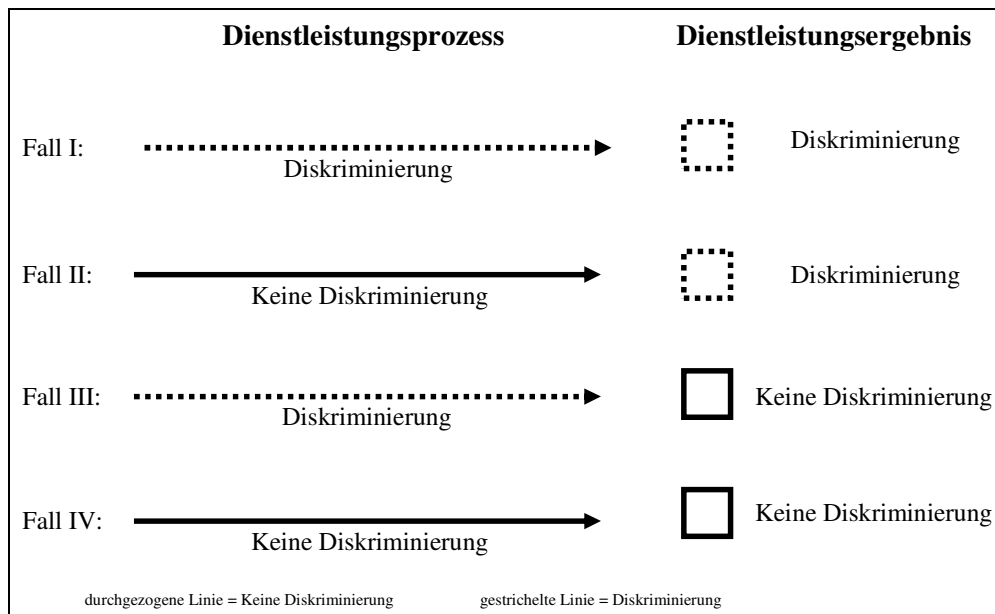 Dienstleistungsprozess Dienstleistungsergebnis
Fall I: Diskriminierung Diskriminierung
Fall II: Keine Diskriminierung Diskriminierung
Fall III: Diskriminierung Keine Diskriminierung
Fall IV: Keine Diskriminierung Keine Diskriminierung
durchgezogene Linie = Keine Diskriminierung gestrichelte Linie = Diskriminierung